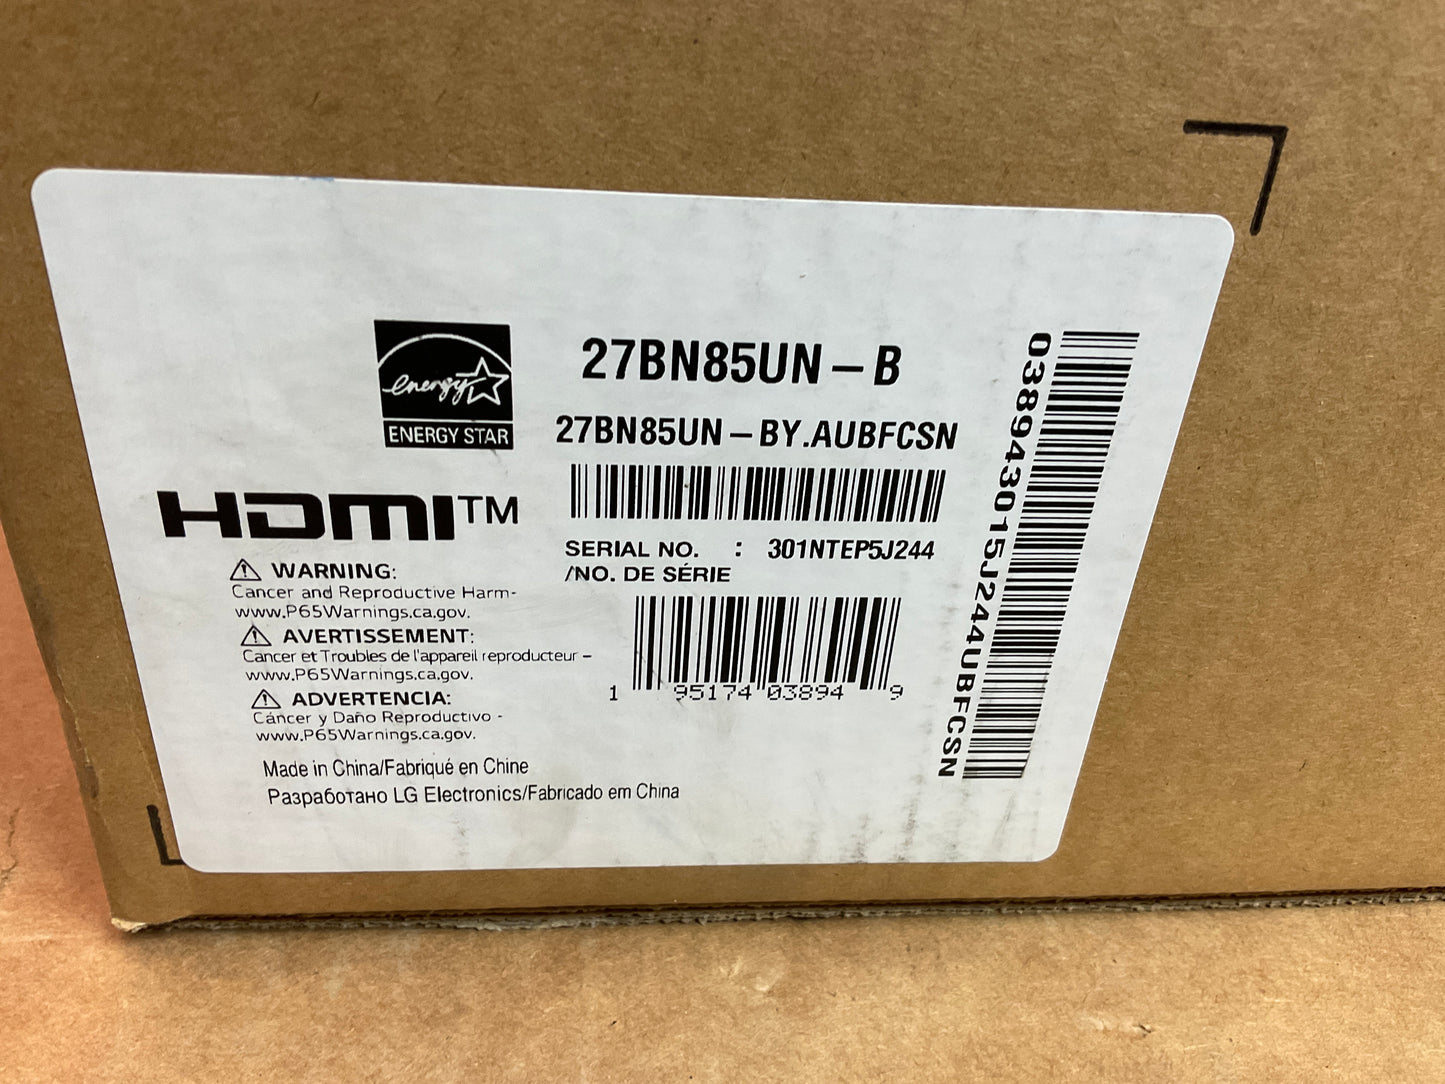 energy
ENERGY STAR
27BN85UN-B
27BN85UN-BY.AUBFCSN
HDMI™
SERIAL NO. : 301NTEP5J244
/NO. DE SÉRIE
⚠ WARNING:
Cancer and Reproductive Harm-
www.P65Warnings.ca.gov.
⚠ AVERTISSEMENT:
Cancer et Troubles de l'appareil reproducteur –
www.P65Warnings.ca.gov.
⚠ ADVERTENCIA:
Cáncer y Daño Reproductivo -
www.P65Warnings.ca.gov.
1 95174 03894 9
Made in China/Fabriqué en Chine
Разработано LG Electronics/Fabricado em China
03894301 5J244UBFCSN